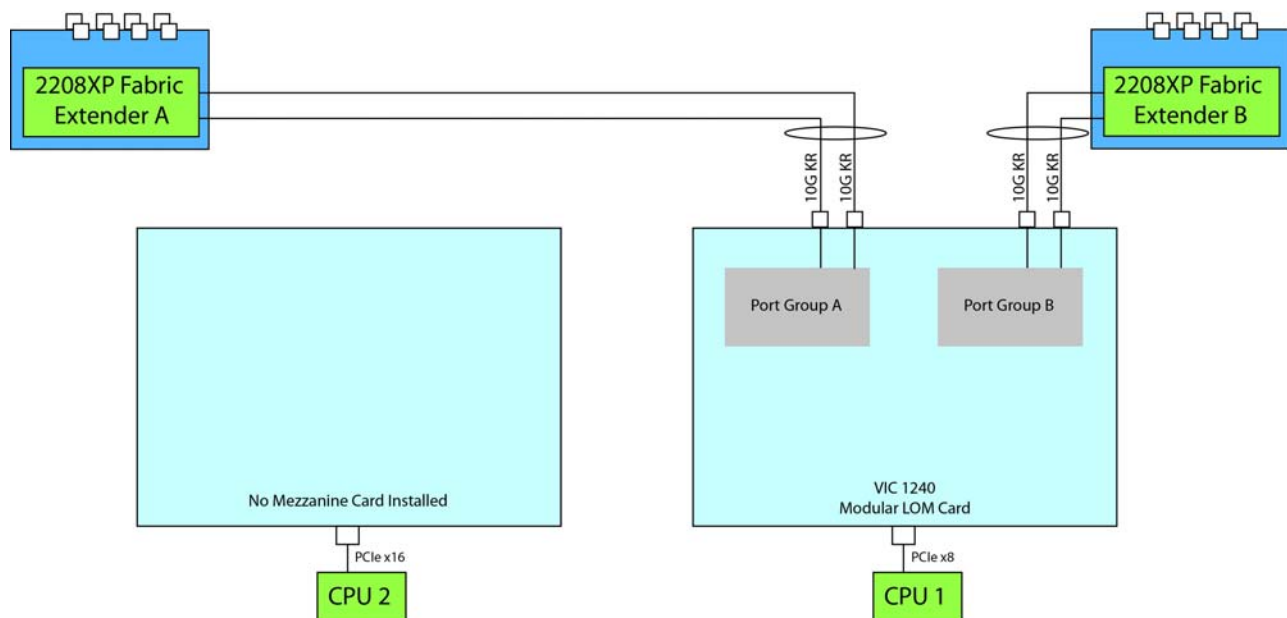 2208XP Fabric
Extender A
2208XP Fabric
Extender B
10G KR
10G KR
10G KR
10G KR
Port Group A
Port Group B
No Mezzanine Card Installed
VIC 1240
Modular LOM Card
PCIe x16
PCIe x8
CPU 2
CPU 1